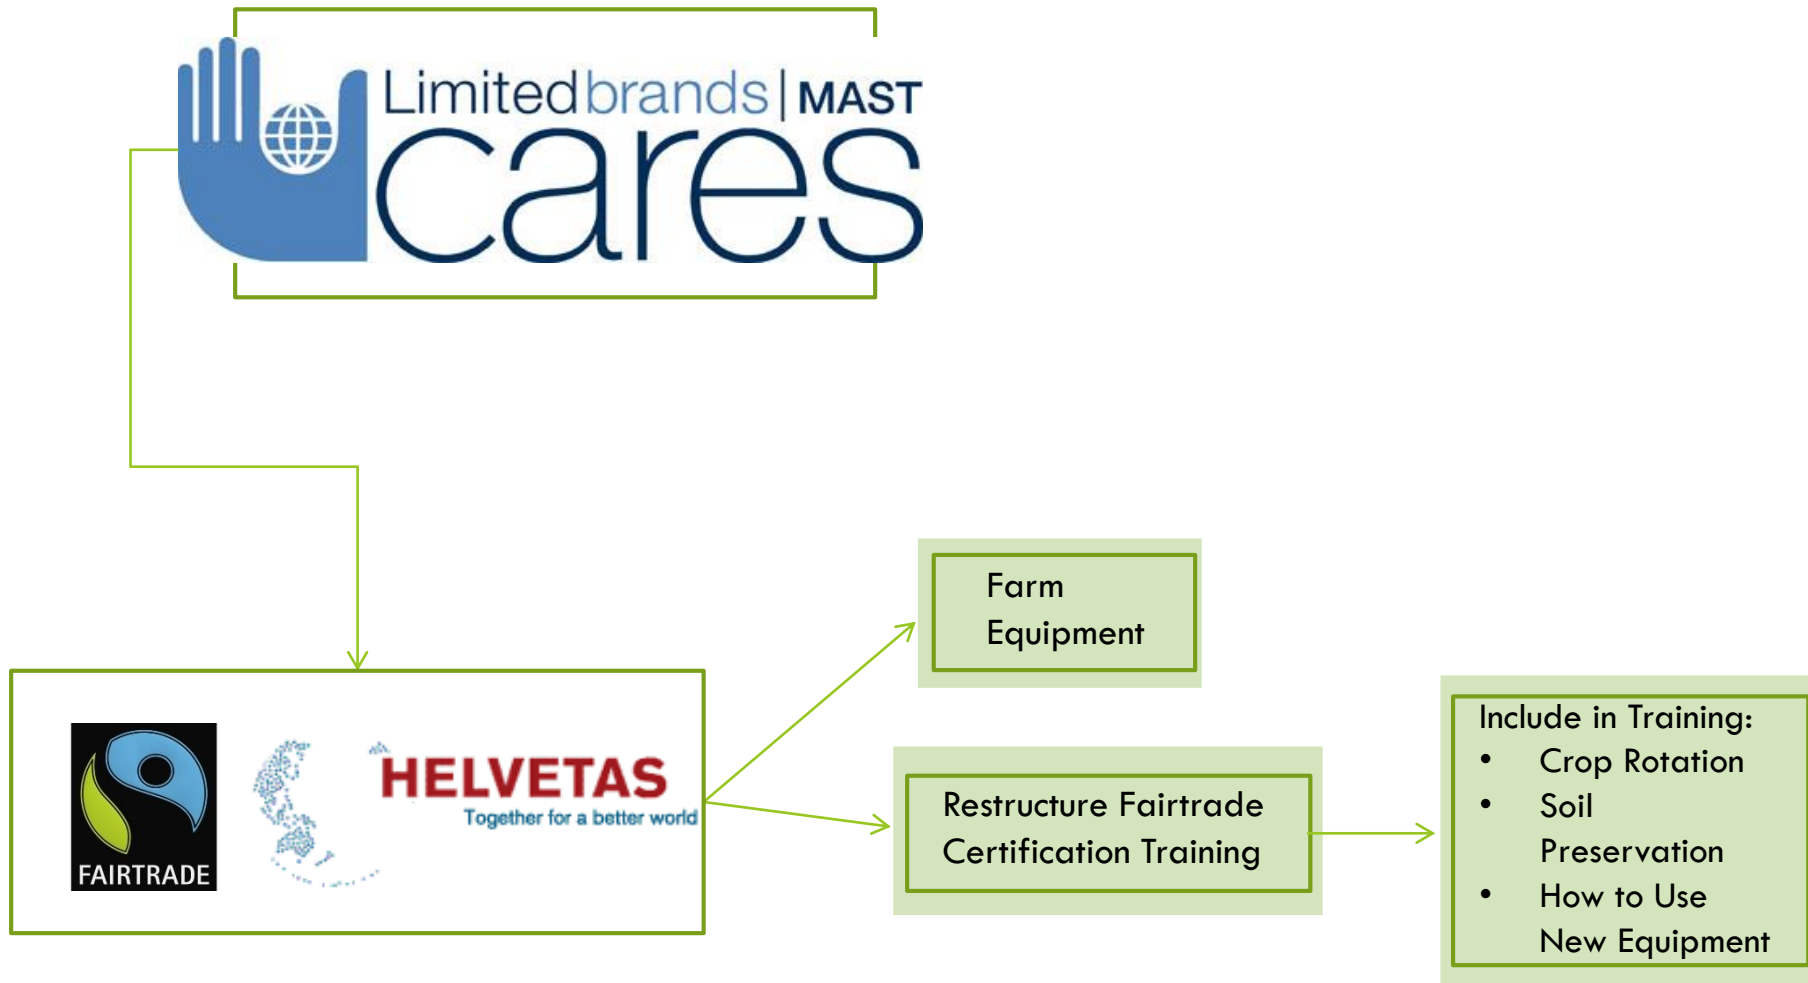 Limitedbrands | MAST
cares
FAIRTRADE
HELVETAS
Together for a better world
Farm
Equipment
Restructure Fairtrade
Certification Training
Include in Training:
• Crop Rotation
• Soil
Preservation
• How to Use
New Equipment